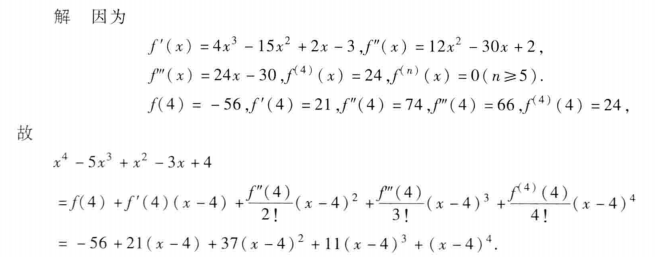 解 因为
f′(x) = 4x³ - 15x² + 2x - 3, f″(x) = 12x² - 30x + 2,
f‴(x) = 24x - 30, f⁽⁴⁾(x) = 24, f⁽ⁿ⁾(x) = 0(n ≥ 5).
f(4) = -56, f′(4) = 21, f″(4) = 74, f‴(4) = 66, f⁽⁴⁾(4) = 24,
故
x⁴ - 5x³ + x² - 3x + 4
= f(4) + f′(4)(x - 4) + f″(4)/2! (x - 4)² + f‴(4)/3! (x - 4)³ + f⁽⁴⁾(4)/4! (x - 4)⁴
= -56 + 21(x - 4) + 37(x - 4)² + 11(x - 4)³ + (x - 4)⁴.